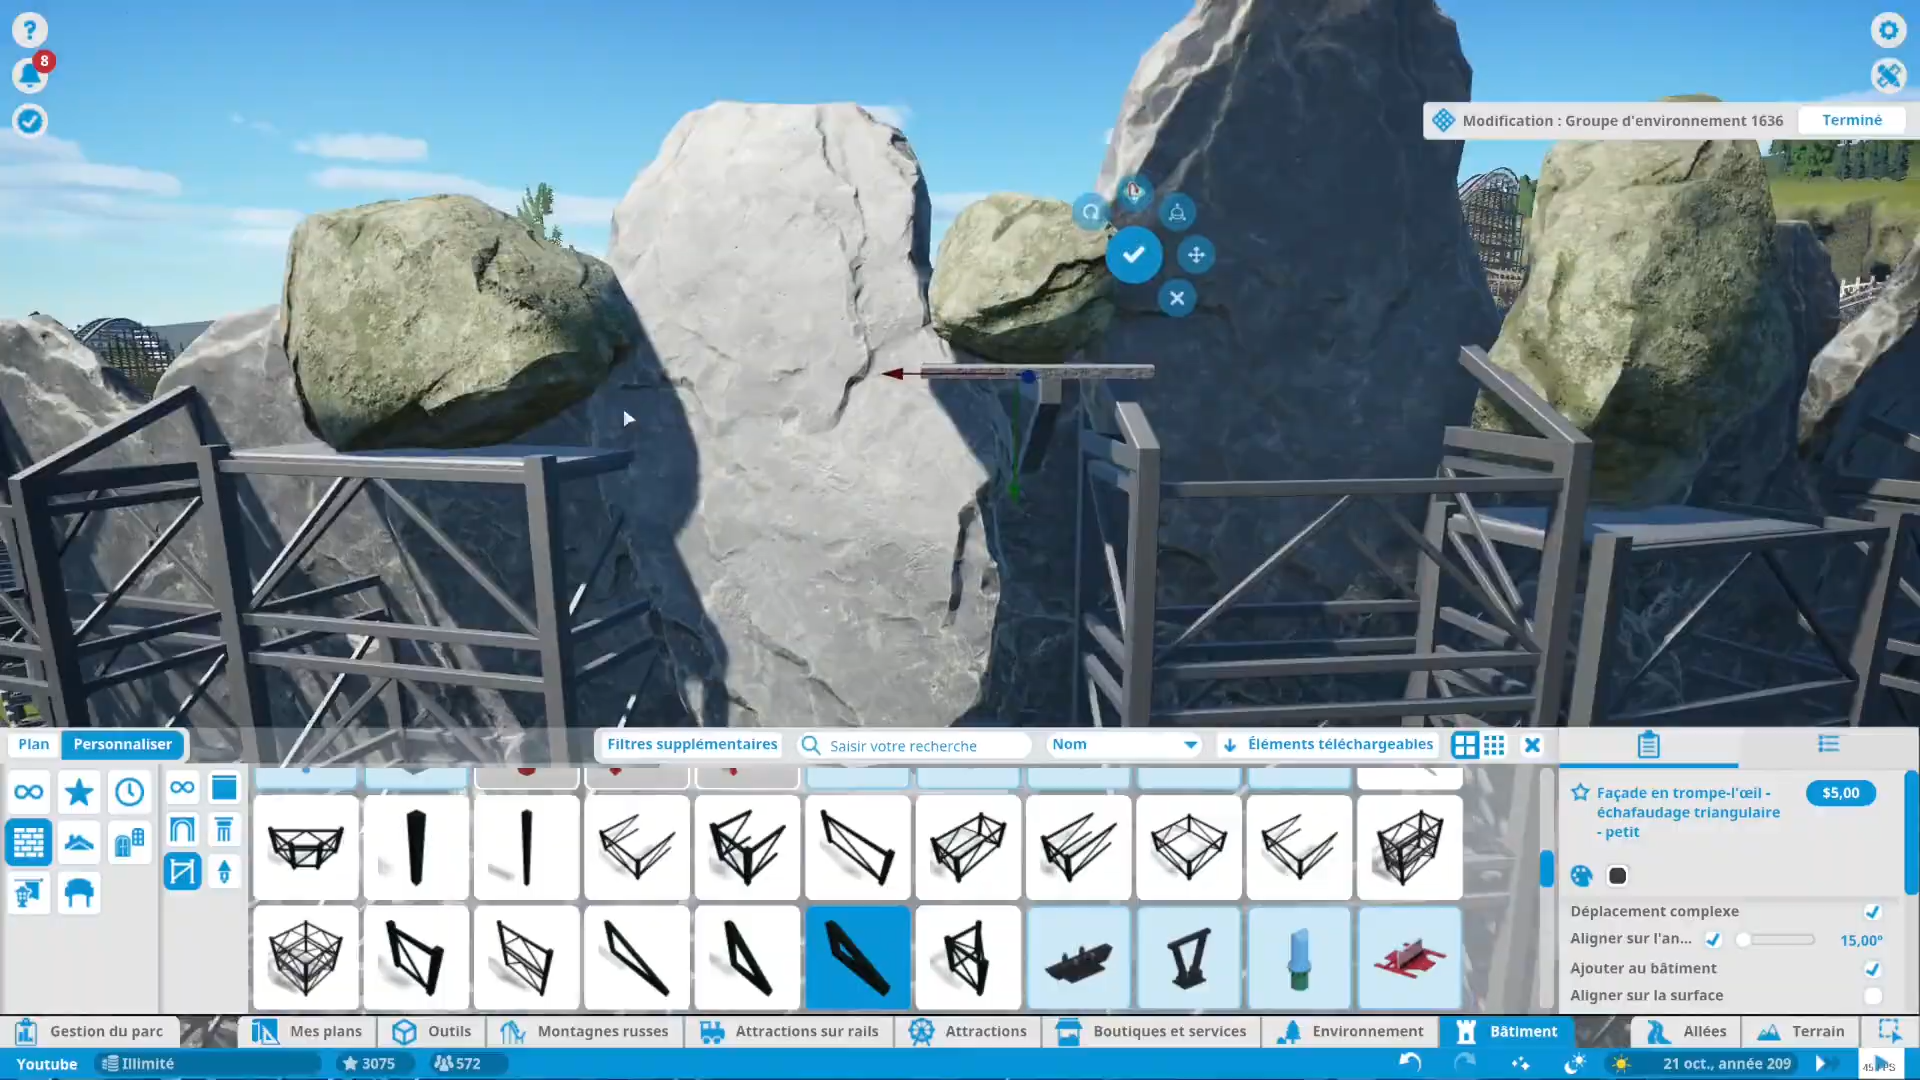 ?
8
Modification : Groupe d'environnement 1636
Terminé
Plan
Personnaliser
Filtres supplémentaires
Saisir votre recherche
Nom
Éléments téléchargeables
Façade en trompe-l'œil -
échafaudage triangulaire
- petit
$5,00
Déplacement complexe
Aligner sur l'an...
15,00°
Ajouter au bâtiment
Aligner sur la surface
Gestion du parc
Mes plans
Outils
Montagnes russes
Attractions sur rails
Attractions
Boutiques et services
Environnement
Bâtiment
Allées
Terrain
Youtube
Illimité
3075
572
21 oct., année 209